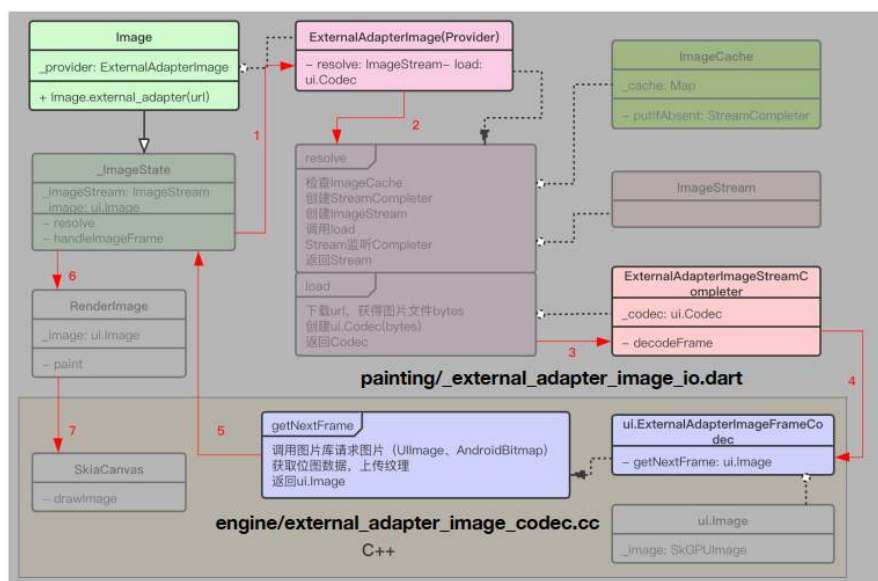 Image
_provider: ExternalAdapterImage
+ Image.external_adapter(url)
ExternalAdapterImage(Provider)
– resolve: ImageStream– load:
ui.Codec
ImageCache
_cache: Map
– putIfAbsent: StreamCompleter
1
2
_ImageState
_imageStream: ImageStream
_image: ui.Image
– resolve
– handleImageFrame
resolve
检查ImageCache
创建StreamCompleter
创建ImageStream
调用load
Stream监听Completer
返回Stream
ImageStream
load
下载url，获得图片文件bytes
创建ui.Codec(bytes)
返回Codec
ExternalAdapterImageStreamC
ompleter
_codec: ui.Codec
– decodeFrame
3
4
6
RenderImage
_image: ui.Image
– paint
painting/_external_adapter_image_io.dart
7
5
SkiaCanvas
– drawImage
getNextFrame
调用图片库请求图片（UIImage、AndroidBitmap）
获取位图数据，上传纹理
返回ui.Image
ui.ExternalAdapterImageFrameCo
dec
– getNextFrame: ui.Image
engine/external_adapter_image_codec.cc
C++
ui.Image
_image: SkGPUImage